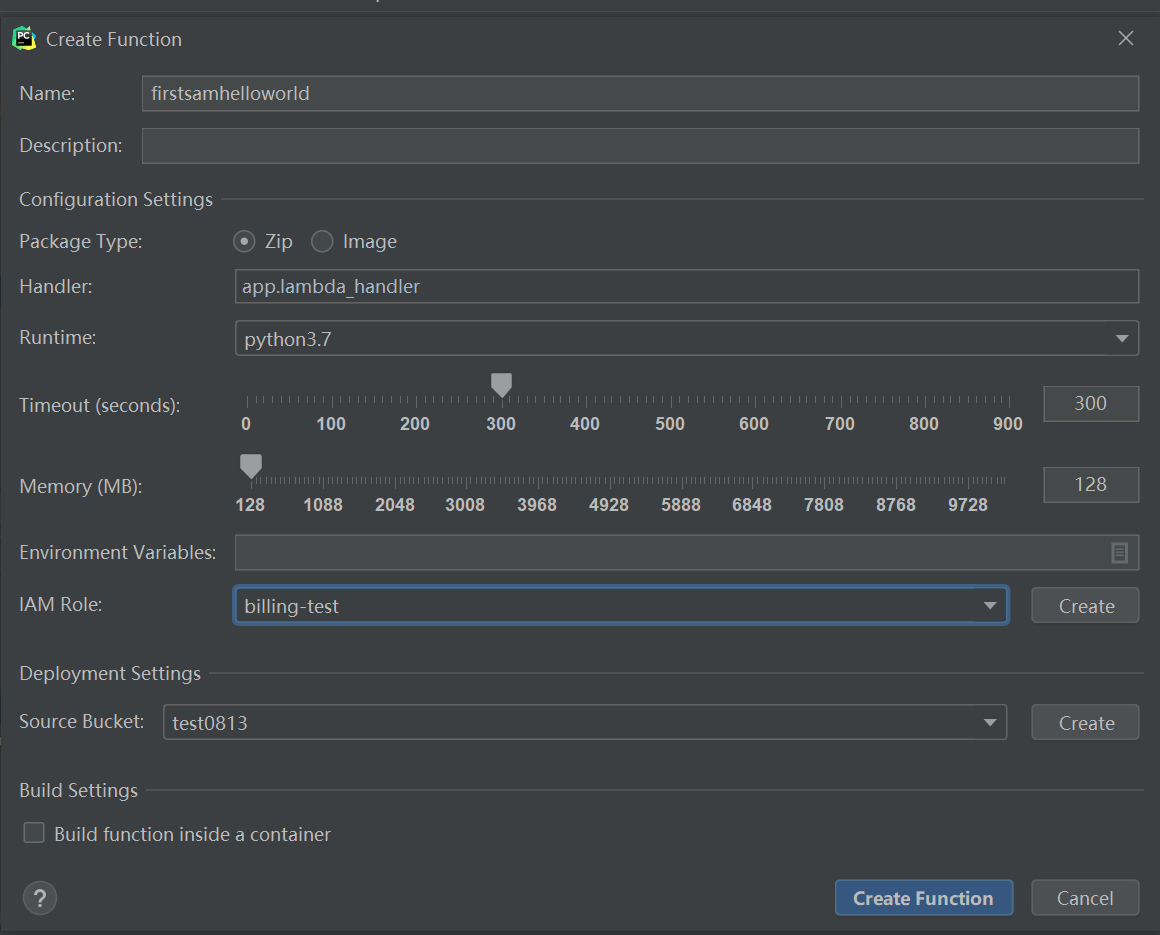 PC Create Function
Name: firstsamhelloworld
Description:
Configuration Settings
Package Type: Zip Image
Handler: app.lambda_handler
Runtime: python3.7
Timeout (seconds): 300
0 100 200 300 400 500 600 700 800 900
Memory (MB): 128
128 1088 2048 3008 3968 4928 5888 6848 7808 8768 9728
Environment Variables:
IAM Role: billing-test Create
Deployment Settings
Source Bucket: test0813 Create
Build Settings
Build function inside a container
? Create Function Cancel